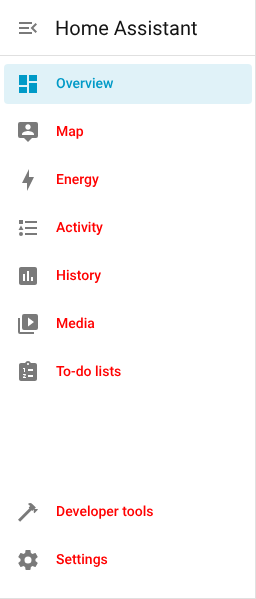 Home Assistant
Overview
Map
Energy
Activity
History
Media
To-do lists
Developer tools
Settings